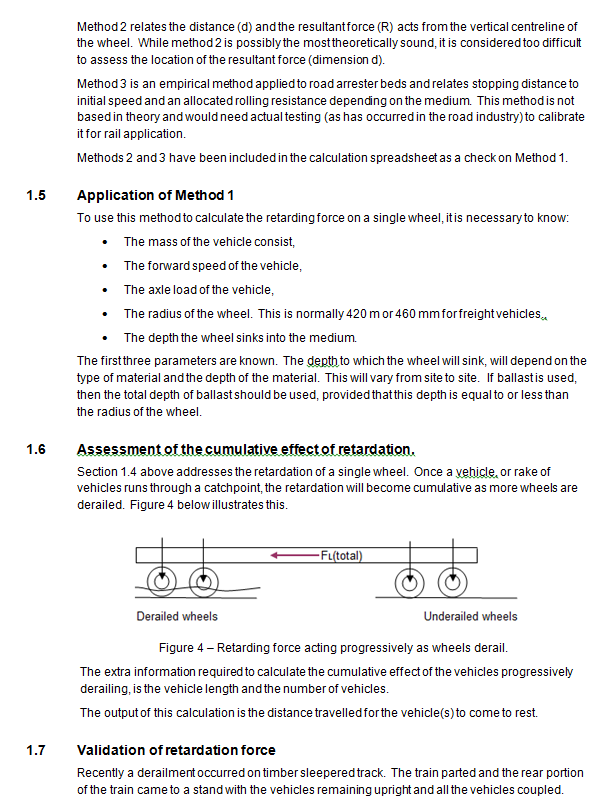 Method 2 relates the distance (d) and the resultant force (R) acts from the vertical centreline of
the wheel. While method 2 is possibly the most theoretically sound, it is considered too difficult
to assess the location of the resultant force (dimension d).
Method 3 is an empirical method applied to road arrester beds and relates stopping distance to
initial speed and an allocated rolling resistance depending on the medium. This method is not
based in theory and would need actual testing (as has occurred in the road industry) to calibrate
it for rail application.
Methods 2 and 3 have been included in the calculation spreadsheet as a check on Method 1.
1.5 Application of Method 1
To use this method to calculate the retarding force on a single wheel, it is necessary to know:
• The mass of the vehicle consist,
• The forward speed of the vehicle,
• The axle load of the vehicle,
• The radius of the wheel. This is normally 420 m or 460 mm for freight vehicles.,
• The depth the wheel sinks into the medium.
The first three parameters are known. The depth to which the wheel will sink, will depend on the
type of material and the depth of the material. This will vary from site to site. If ballast is used,
then the total depth of ballast should be used, provided that this depth is equal to or less than
the radius of the wheel.
1.6 Assessment of the cumulative effect of retardation.
Section 1.4 above addresses the retardation of a single wheel. Once a vehicle, or rake of
vehicles runs through a catchpoint, the retardation will become cumulative as more wheels are
derailed. Figure 4 below illustrates this.
FL(total)
Derailed wheels Underailed wheels
Figure 4 – Retarding force acting progressively as wheels derail.
The extra information required to calculate the cumulative effect of the vehicles progressively
derailing, is the vehicle length and the number of vehicles.
The output of this calculation is the distance travelled for the vehicle(s) to come to rest.
1.7 Validation of retardation force
Recently a derailment occurred on timber sleepered track. The train parted and the rear portion
of the train came to a stand with the vehicles remaining upright and all the vehicles coupled.